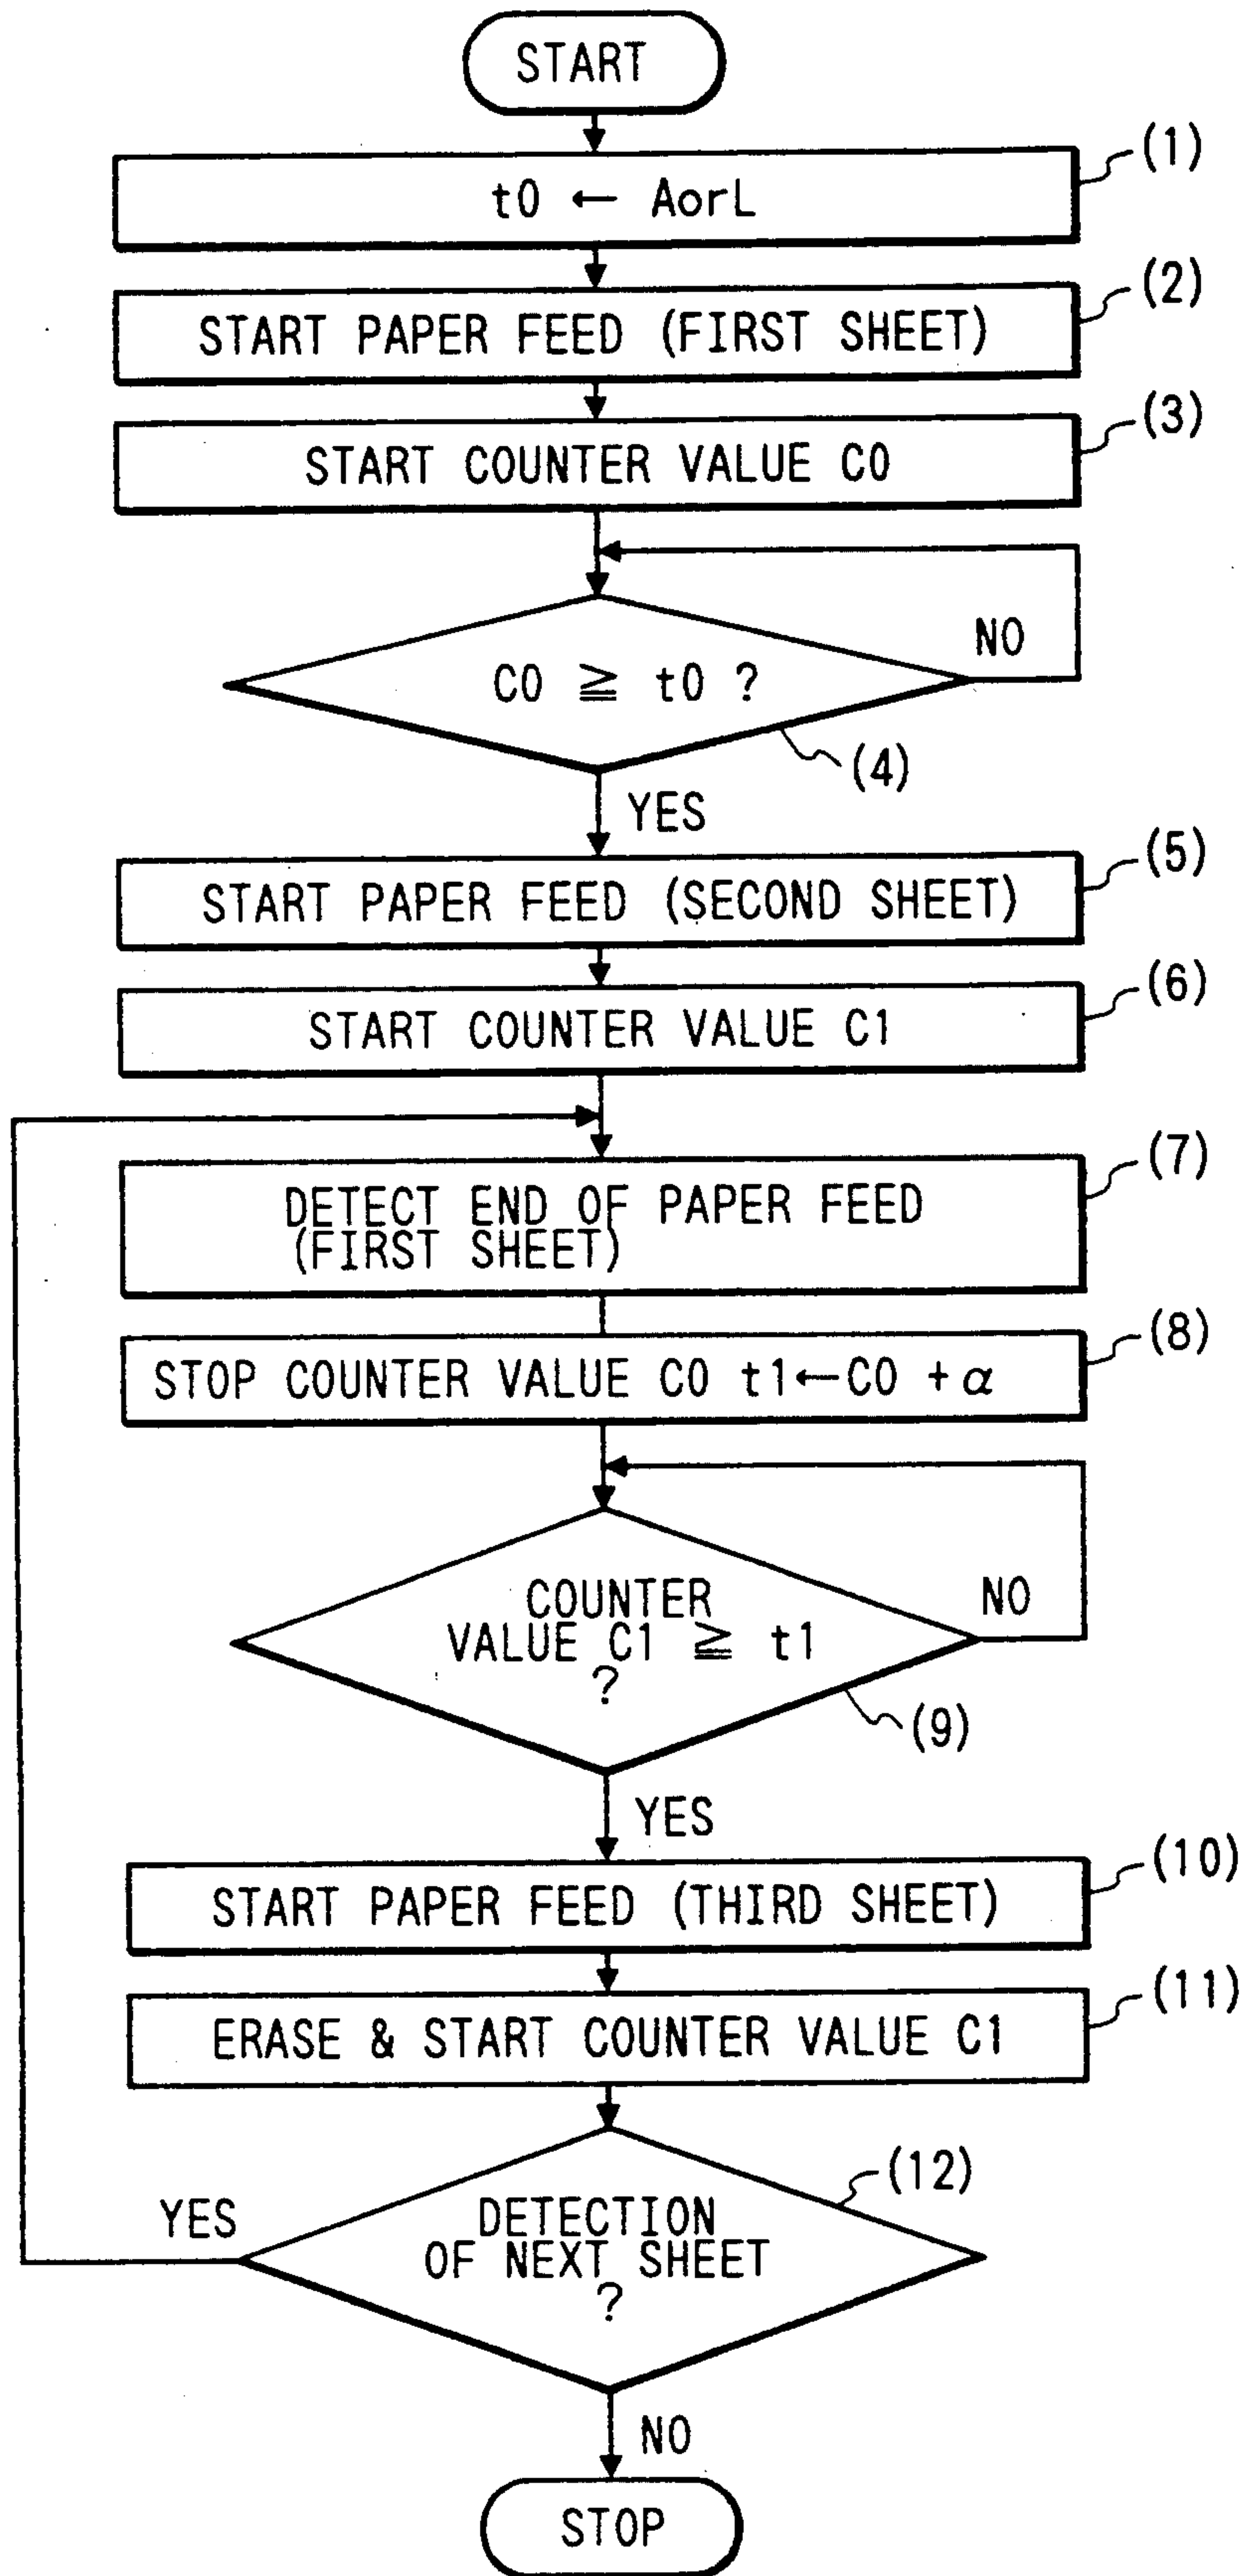 START
(1)
t0 ← AorL
(2)
START PAPER FEED (FIRST SHEET)
(3)
START COUNTER VALUE C0
NO
C0 ≧ t0 ?
(4)
YES
(5)
START PAPER FEED (SECOND SHEET)
(6)
START COUNTER VALUE C1
(7)
DETECT END OF PAPER FEED
(FIRST SHEET)
(8)
STOP COUNTER VALUE C0 t1←C0 +α
COUNTER
NO
VALUE C1 ≧ t1
?
(9)
YES
(10)
START PAPER FEED (THIRD SHEET)
(11)
ERASE & START COUNTER VALUE C1
(12)
YES
DETECTION
OF NEXT SHEET
?
NO
STOP